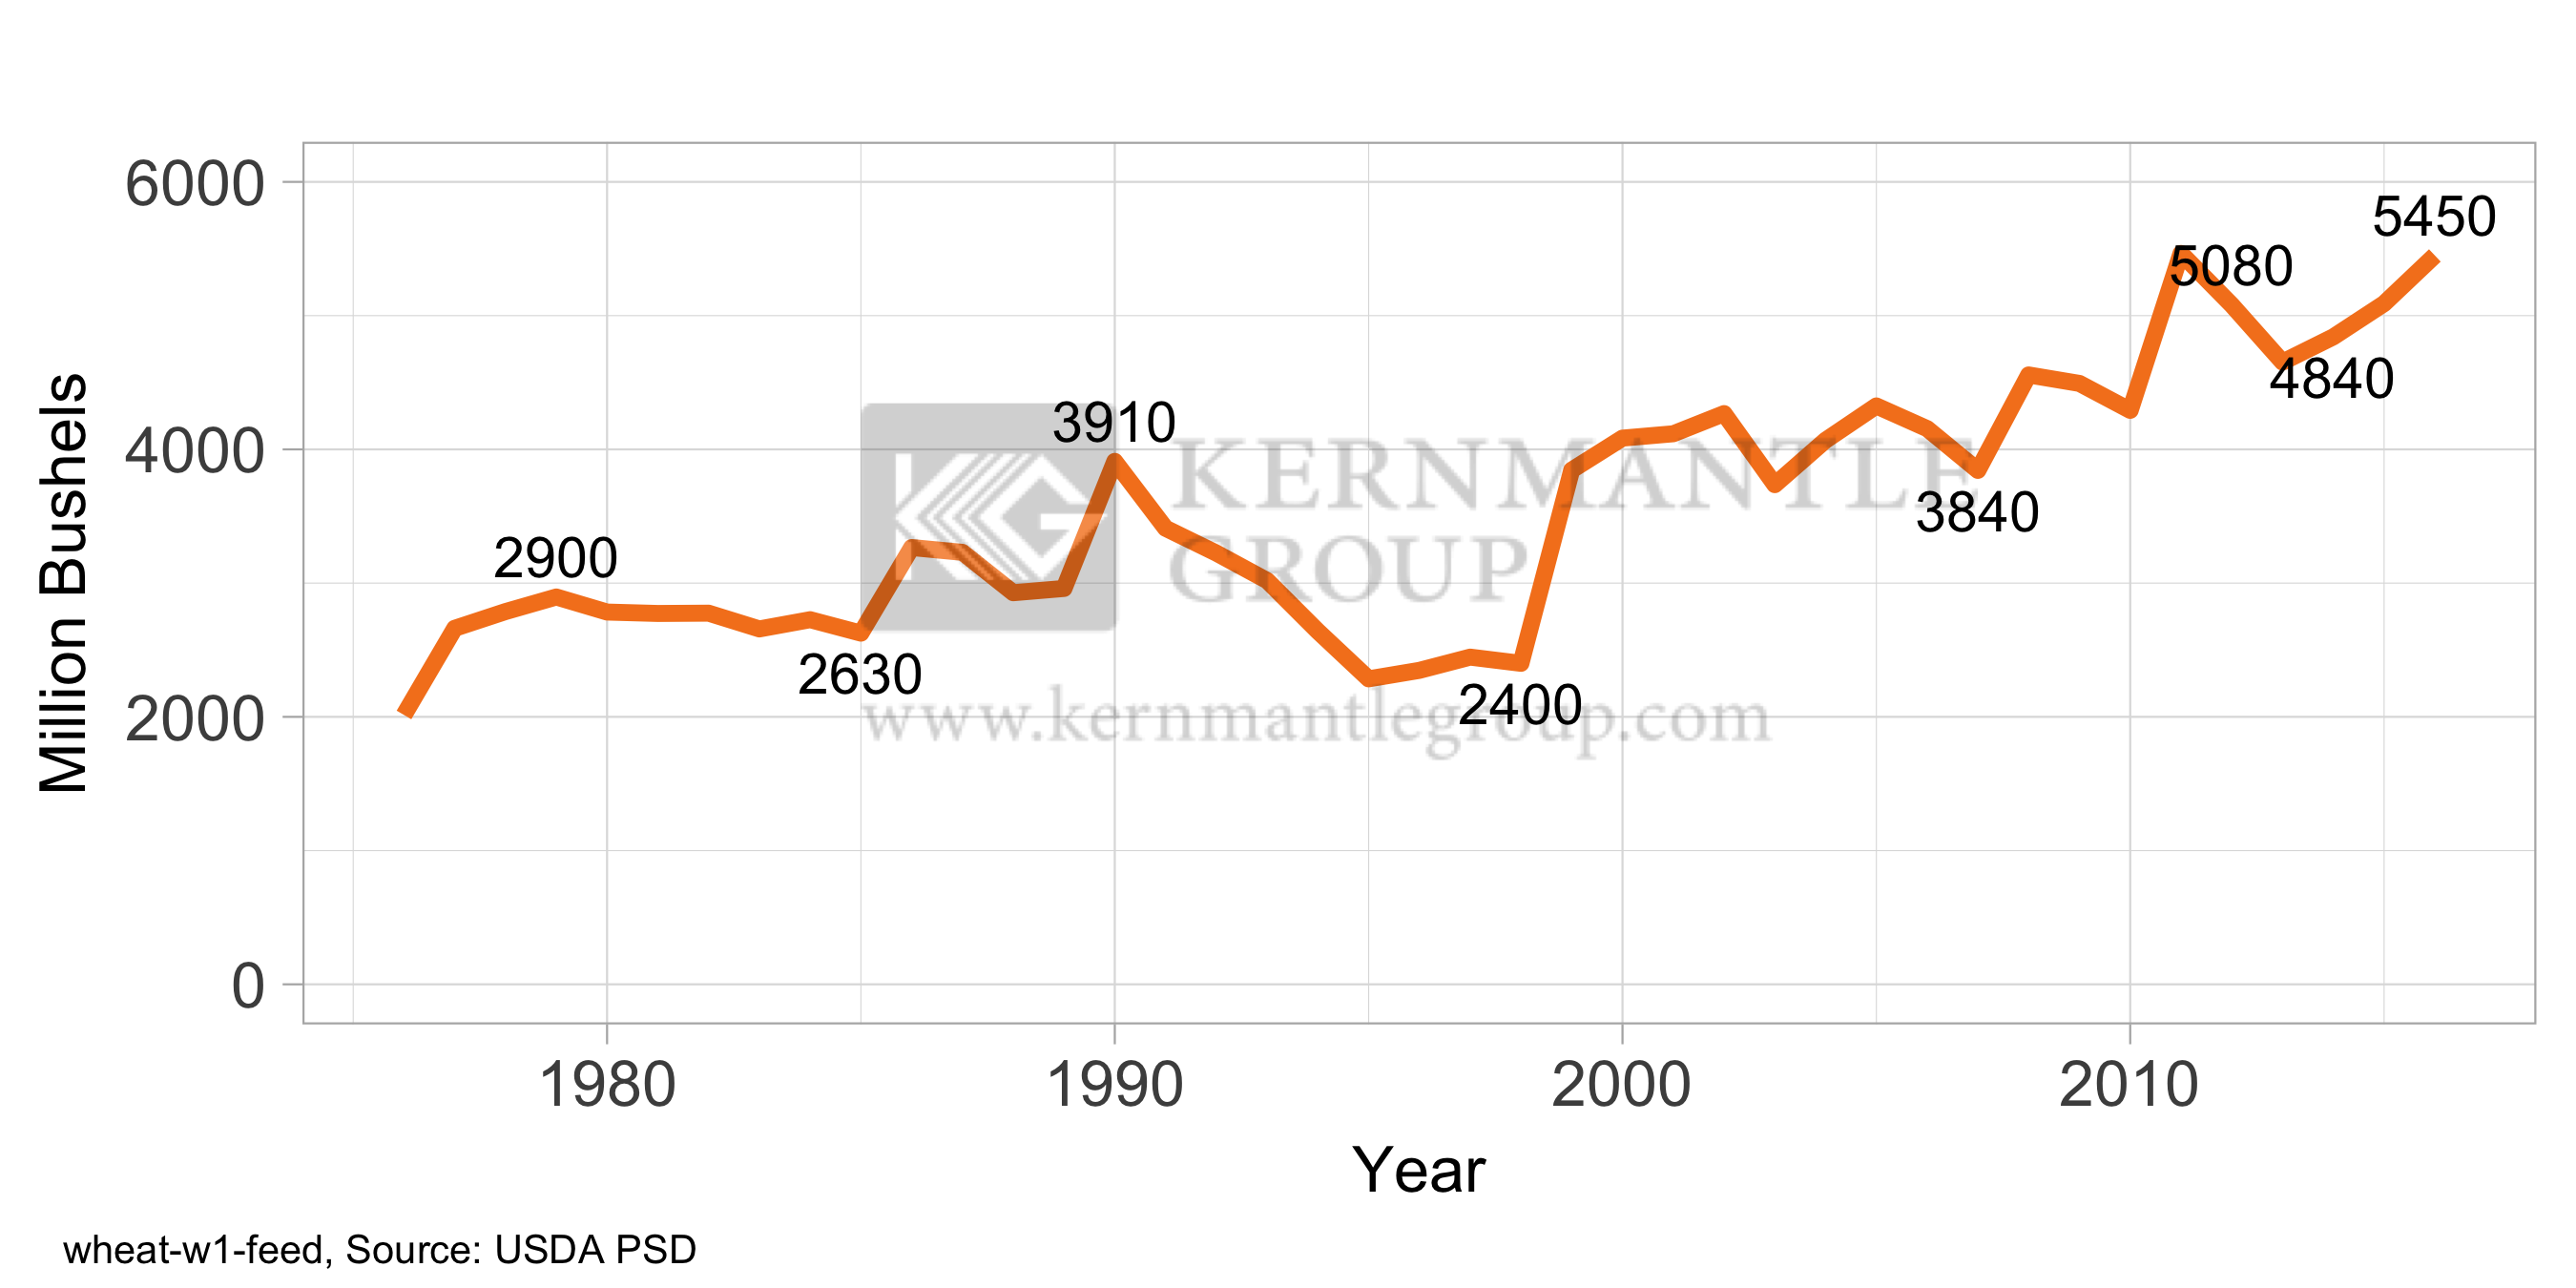 6000
5450
5080
3910
KERNMANTLE
4000
4840
3840
GROUP
2900
2630
2400
2000
www.kernmantlegroup.com
0
Million Bushels
1980 1990 2000 2010
Year
wheat-w1-feed, Source: USDA PSD